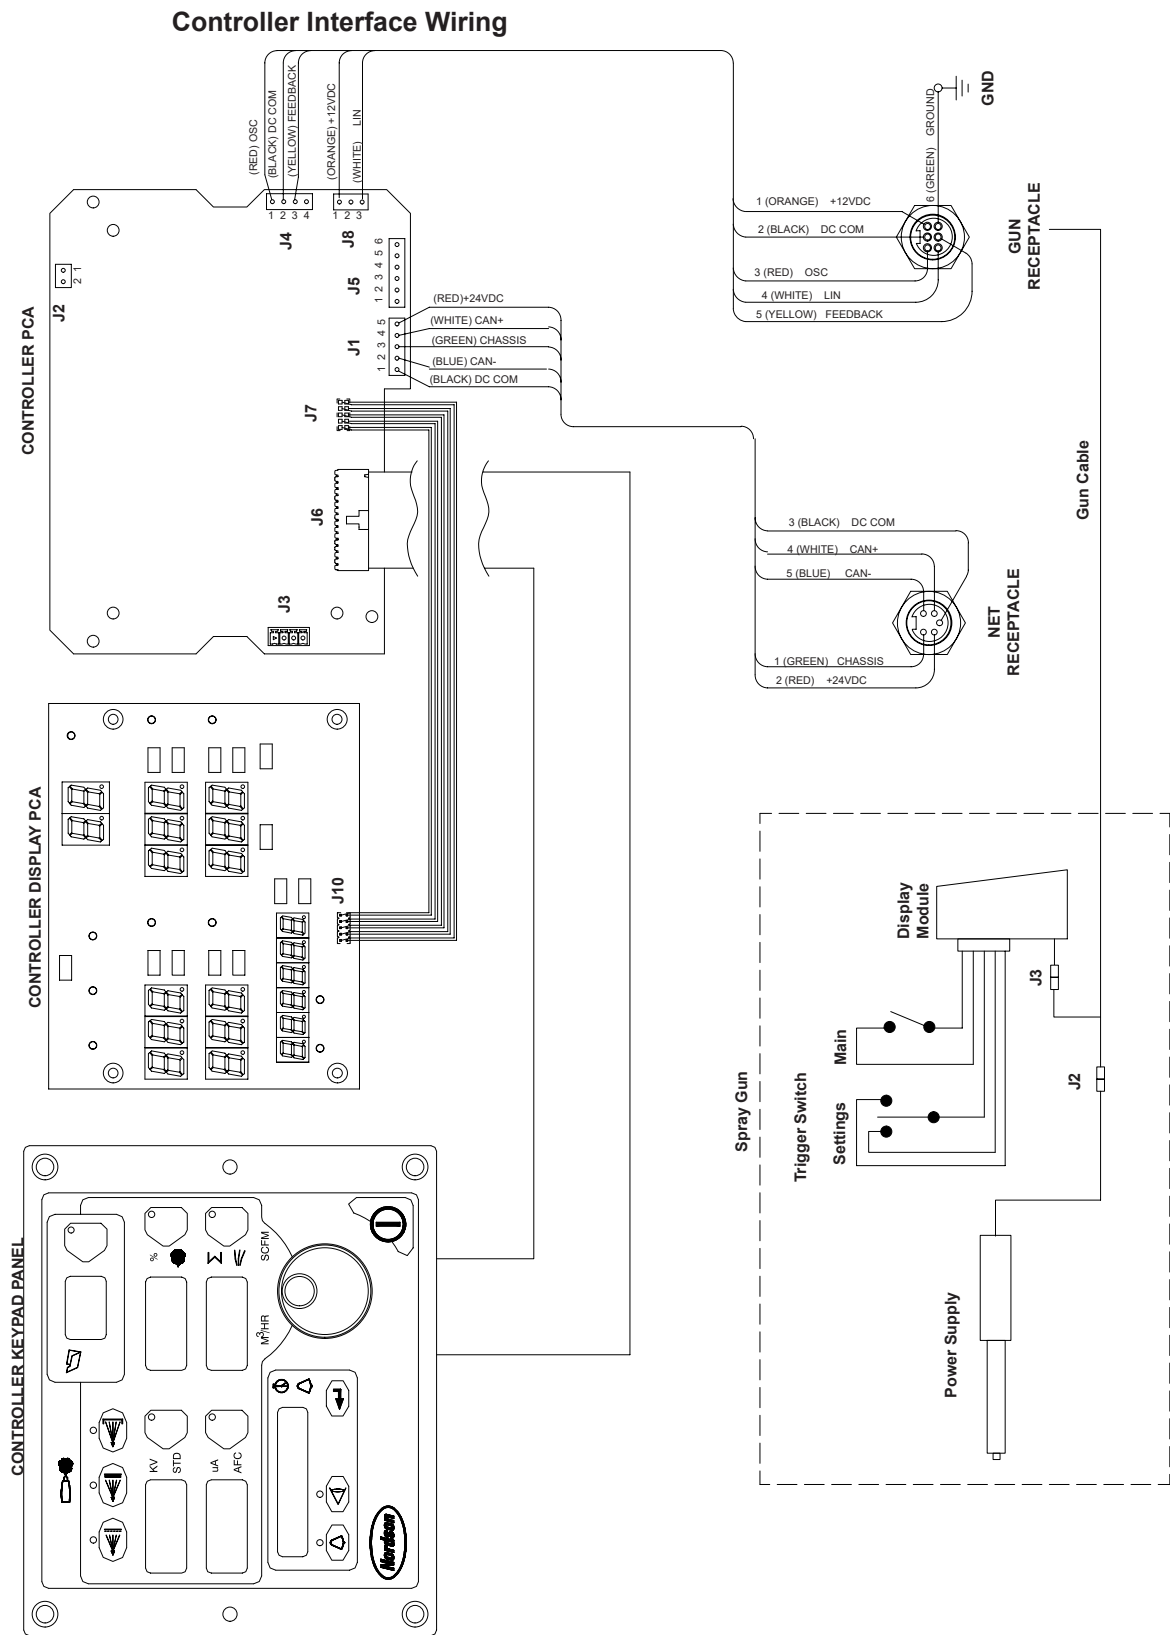 Controller Interface Wiring
CONTROLLER PCA
J2
2 1
(RED) OSC
(BLACK) DC COM
(YELLOW) FEEDBACK
(ORANGE) +12VDC
(WHITE) LIN
1 2 3 4
J4
1 2 3
J8
1 2 3 4 5 6
J5
1 2 3 4 5
J1
(RED)+24VDC
(WHITE) CAN+
(GREEN) CHASSIS
(BLUE) CAN-
(BLACK) DC COM
J7
J6
J3
1 (ORANGE) +12VDC
2 (BLACK) DC COM
3 (RED) OSC
4 (WHITE) LIN
5 (YELLOW) FEEDBACK
6 (GREEN) GROUND
GND
GUN
RECEPTACLE
Gun Cable
3 (BLACK) DC COM
4 (WHITE) CAN+
5 (BLUE) CAN-
1 (GREEN) CHASSIS
2 (RED) +24VDC
NET
RECEPTACLE
CONTROLLER DISPLAY PCA
J10
CONTROLLER KEYPAD PANEL
%
SCFM
M³/HR
KV
STD
uA
AFC
Nordson
Spray Gun
Trigger Switch
Main
Settings
Display
Module
J3
J2
Power Supply